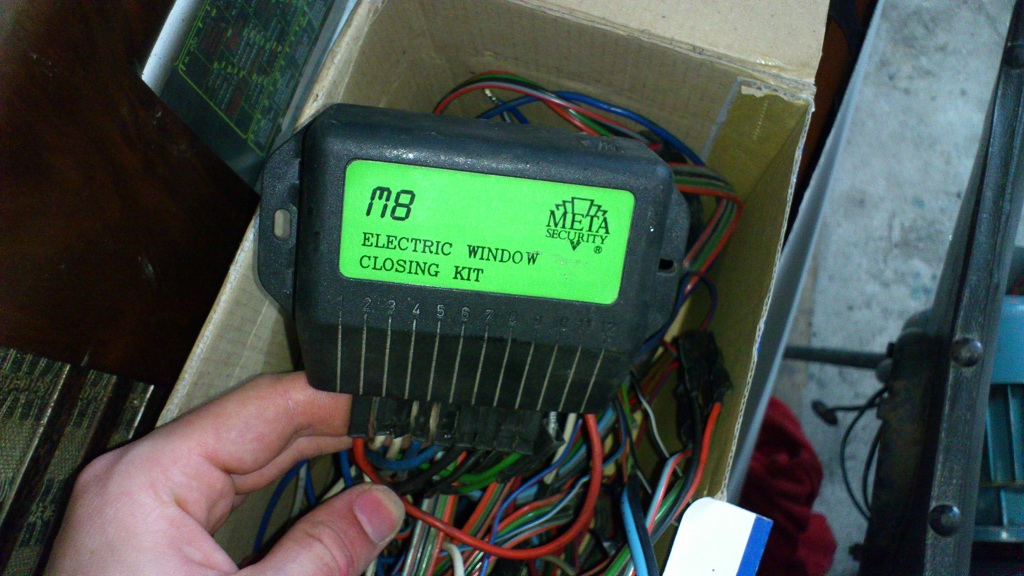 M8
META
SECURITY
®
ELECTRIC WINDOW
CLOSING KIT
1 2 3 4 5 6 7 8 9 10 11 12